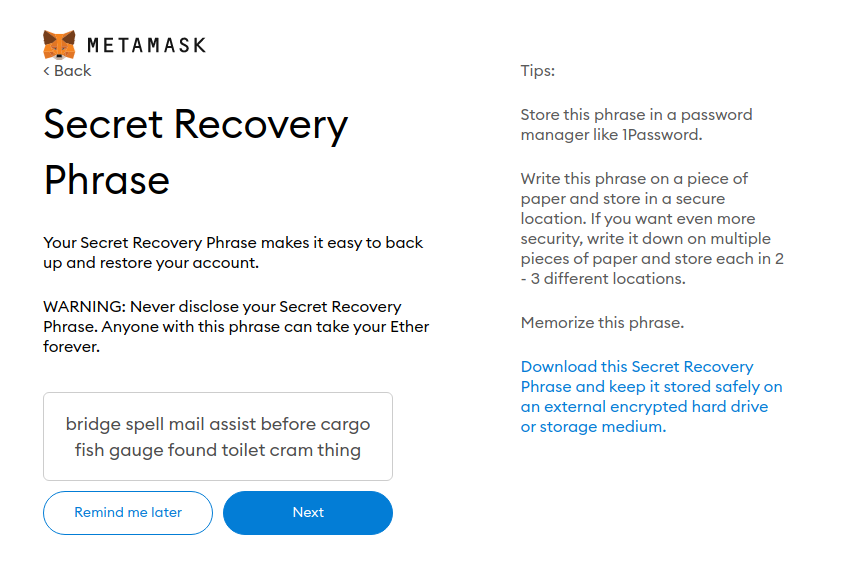 METAMASK
< Back
Secret Recovery
Phrase
Your Secret Recovery Phrase makes it easy to back
up and restore your account.
WARNING: Never disclose your Secret Recovery
Phrase. Anyone with this phrase can take your Ether
forever.
bridge spell mail assist before cargo
fish gauge found toilet cram thing
Remind me later
Next
Tips:
Store this phrase in a password
manager like 1Password.
Write this phrase on a piece of
paper and store in a secure
location. If you want even more
security, write it down on multiple
pieces of paper and store each in 2
- 3 different locations.
Memorize this phrase.
Download this Secret Recovery
Phrase and keep it stored safely on
an external encrypted hard drive
or storage medium.